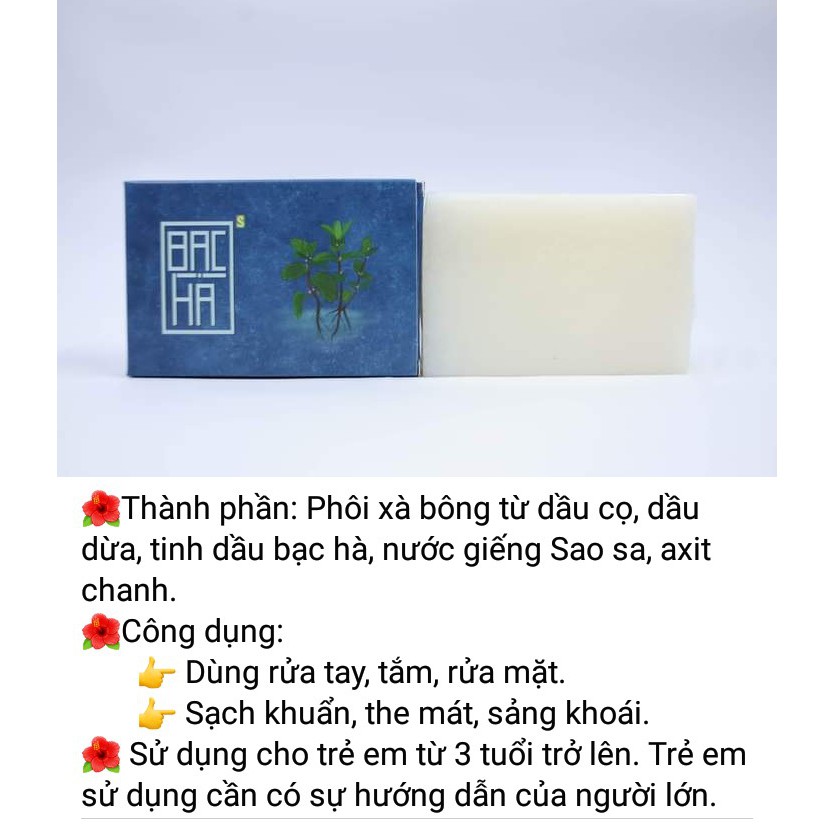 BẠC
HÀ
S
🌺Thành phần: Phôi xà bông từ dầu cọ, dầu
dừa, tinh dầu bạc hà, nước giếng Sao sa, axit
chanh.
🌺Công dụng:
👉 Dùng rửa tay, tắm, rửa mặt.
👉 Sạch khuẩn, the mát, sảng khoái.
🌺 Sử dụng cho trẻ em từ 3 tuổi trở lên. Trẻ em
sử dụng cần có sự hướng dẫn của người lớn.